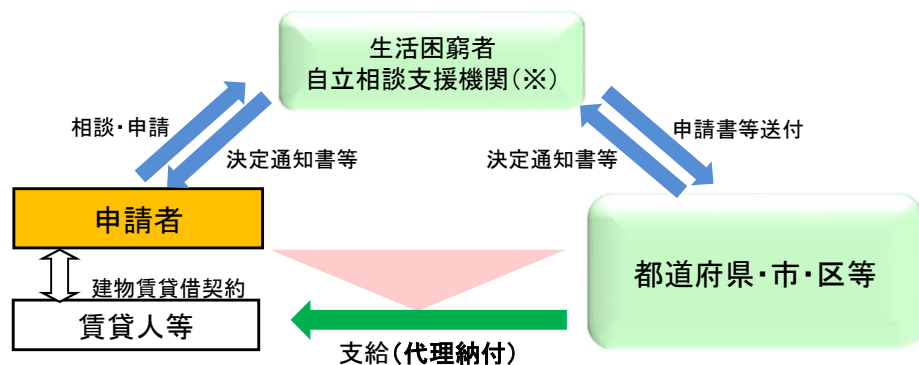 生活困窮者
自立相談支援機関(※)
相談・申請
申請書等送付
決定通知書等
決定通知書等
申請者
都道府県・市・区等
建物賃貸借契約
賃貸人等
支給(代理納付)